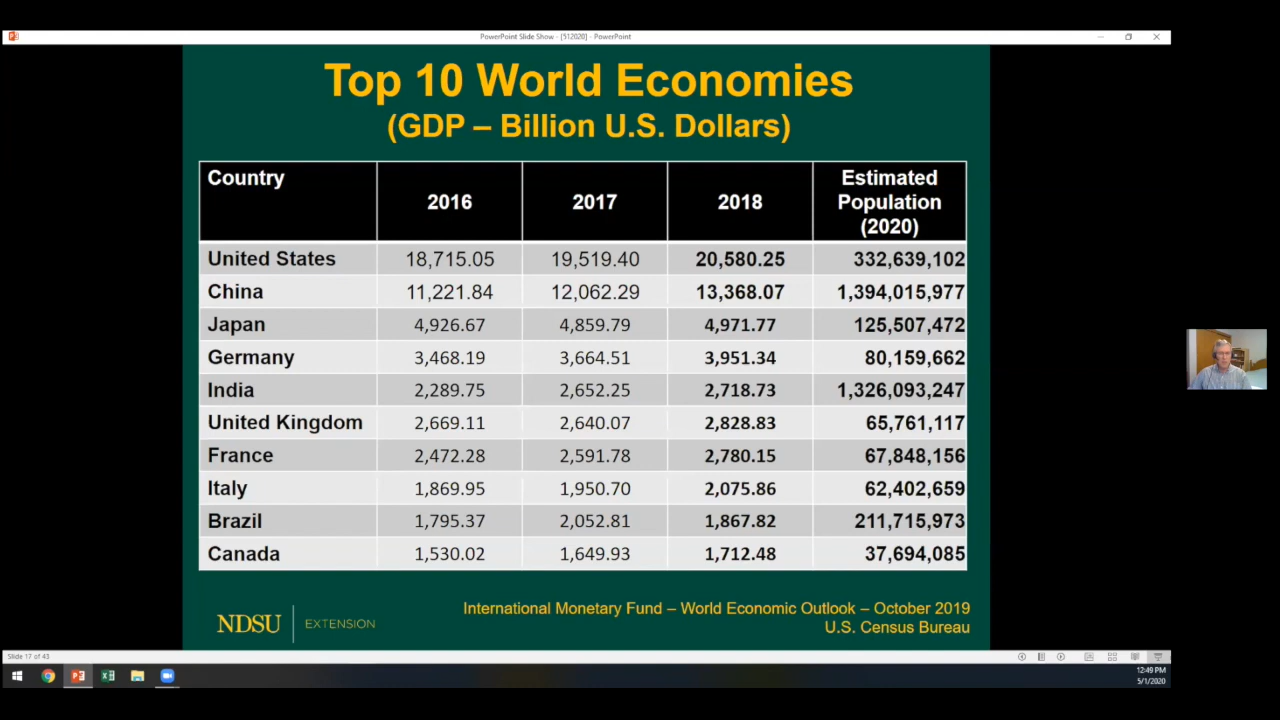 PowerPoint Slide Show - [512020] - PowerPoint
Top 10 World Economies
(GDP – Billion U.S. Dollars)
Country 2016 2017 2018 Estimated Population (2020)
United States 18,715.05 19,519.40 20,580.25 332,639,102
China 11,221.84 12,062.29 13,368.07 1,394,015,977
Japan 4,926.67 4,859.79 4,971.77 125,507,472
Germany 3,468.19 3,664.51 3,951.34 80,159,662
India 2,289.75 2,652.25 2,718.73 1,326,093,247
United Kingdom 2,669.11 2,640.07 2,828.83 65,761,117
France 2,472.28 2,591.78 2,780.15 67,848,156
Italy 1,869.95 1,950.70 2,075.86 62,402,659
Brazil 1,795.37 2,052.81 1,867.82 211,715,973
Canada 1,530.02 1,649.93 1,712.48 37,694,085
International Monetary Fund – World Economic Outlook – October 2019
U.S. Census Bureau
NDSU EXTENSION
Slide 17 of 43
12:49 PM
5/1/2020